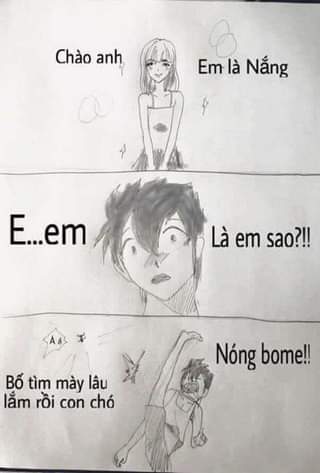 Chào anh
Em là Nắng
E...em
Là em sao?!!
Nóng bome!!
Bố tìm mày lâu
lắm rồi con chó